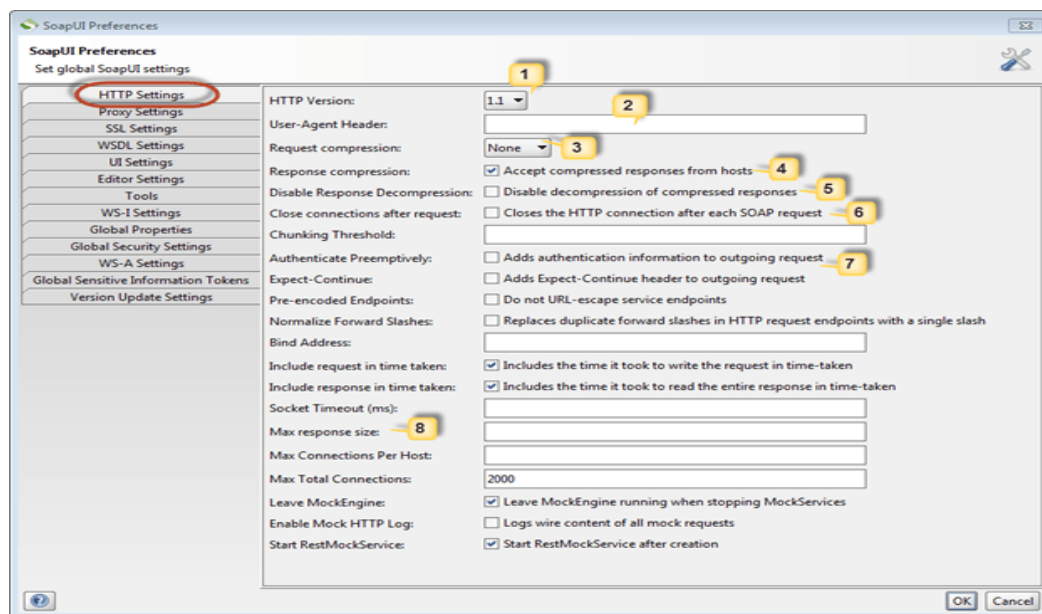 SoapUI Preferences
SoapUI Preferences
Set global SoapUI settings
HTTP Settings
Proxy Settings
SSL Settings
WSDL Settings
UI Settings
Editor Settings
Tools
WS-I Settings
Global Properties
Global Security Settings
WS-A Settings
Global Sensitive Information Tokens
Version Update Settings
1
HTTP Version: 1.1
2
User-Agent Header:
Request compression: None 3
Response compression: Accept compressed responses from hosts 4
Disable Response Decompression: Disable decompression of compressed responses 5
Close connections after request: Closes the HTTP connection after each SOAP request 6
Chunking Threshold:
Authenticate Preemptively: Adds authentication information to outgoing request 7
Expect-Continue: Adds Expect-Continue header to outgoing request
Pre-encoded Endpoints: Do not URL-escape service endpoints
Normalize Forward Slashes: Replaces duplicate forward slashes in HTTP request endpoints with a single slash
Bind Address:
Include request in time taken: Includes the time it took to write the request in time-taken
Include response in time taken: Includes the time it took to read the entire response in time-taken
Socket Timeout (ms):
Max response size: 8
Max Connections Per Host:
Max Total Connections: 2000
Leave MockEngine: Leave MockEngine running when stopping MockServices
Enable Mock HTTP Log: Logs wire content of all mock requests
Start RestMockService: Start RestMockService after creation
? OK Cancel